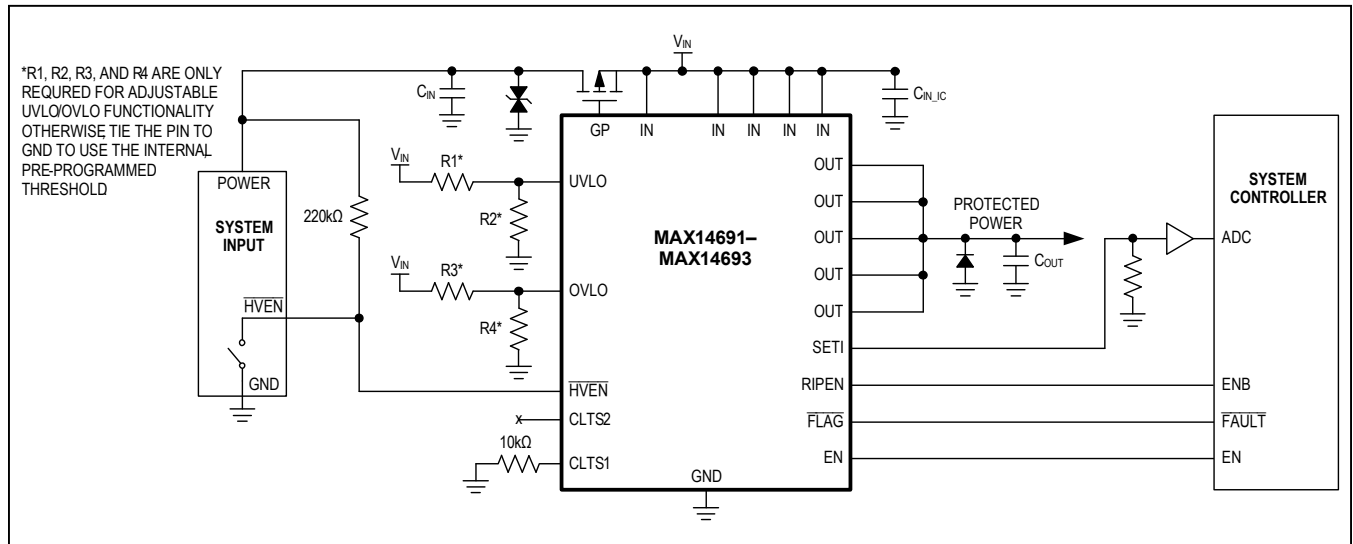 *R1, R2, R3, AND R4 ARE ONLY
REQURED FOR ADJUSTABLE
UVLO/OVLO FUNCTIONALITY
OTHERWISE, TIE THE PIN TO
GND TO USE THE INTERNAL,
PRE-PROGRAMMED
THRESHOLD.
VIN
CIN
CIN_IC
GP
IN
IN
IN
IN
IN
POWER
SYSTEM
INPUT
HVEN
GND
220kΩ
VIN
R1*
R2*
UVLO
VIN
R3*
R4*
OVLO
HVEN
x
CLTS2
10kΩ
CLTS1
MAX14691–
MAX14693
GND
OUT
OUT
OUT
OUT
OUT
SETI
RIPEN
FLAG
EN
PROTECTED
POWER
COUT
SYSTEM
CONTROLLER
ADC
ENB
FAULT
EN